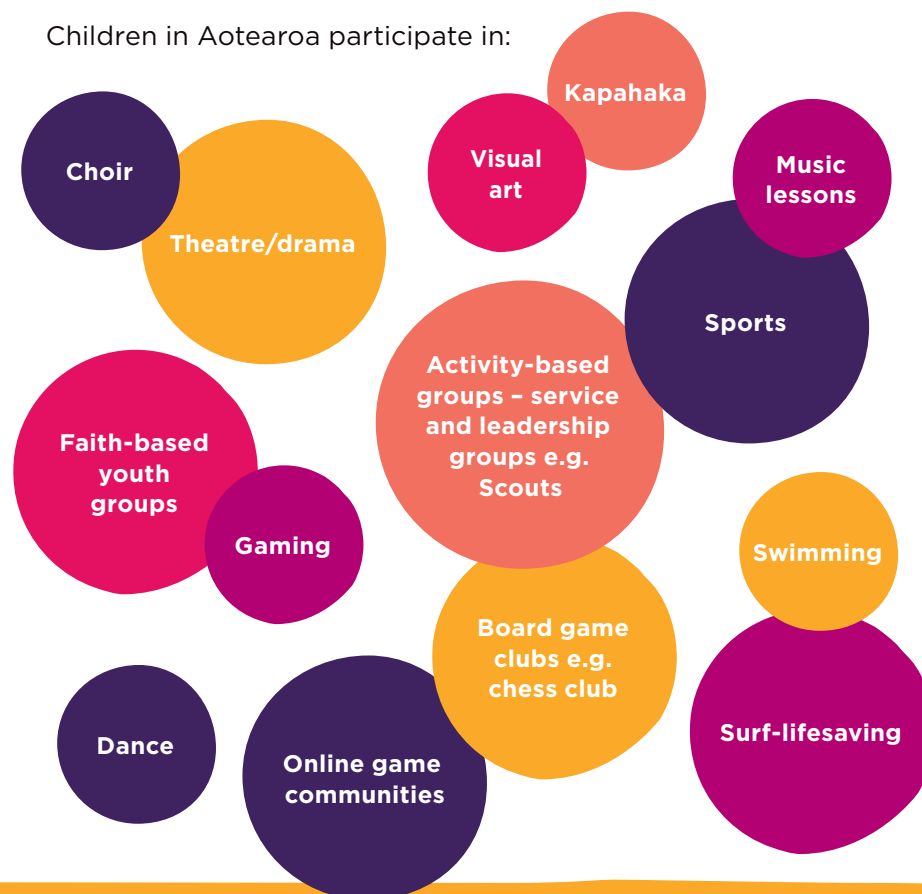 Children in Aotearoa participate in:
Kapahaka
Choir
Visual
art
Music
lessons
Theatre/drama
Sports
Activity-based
groups – service
and leadership
groups e.g.
Scouts
Faith-based
youth
groups
Gaming
Swimming
Board game
clubs e.g.
chess club
Surf-lifesaving
Dance
Online game
communities